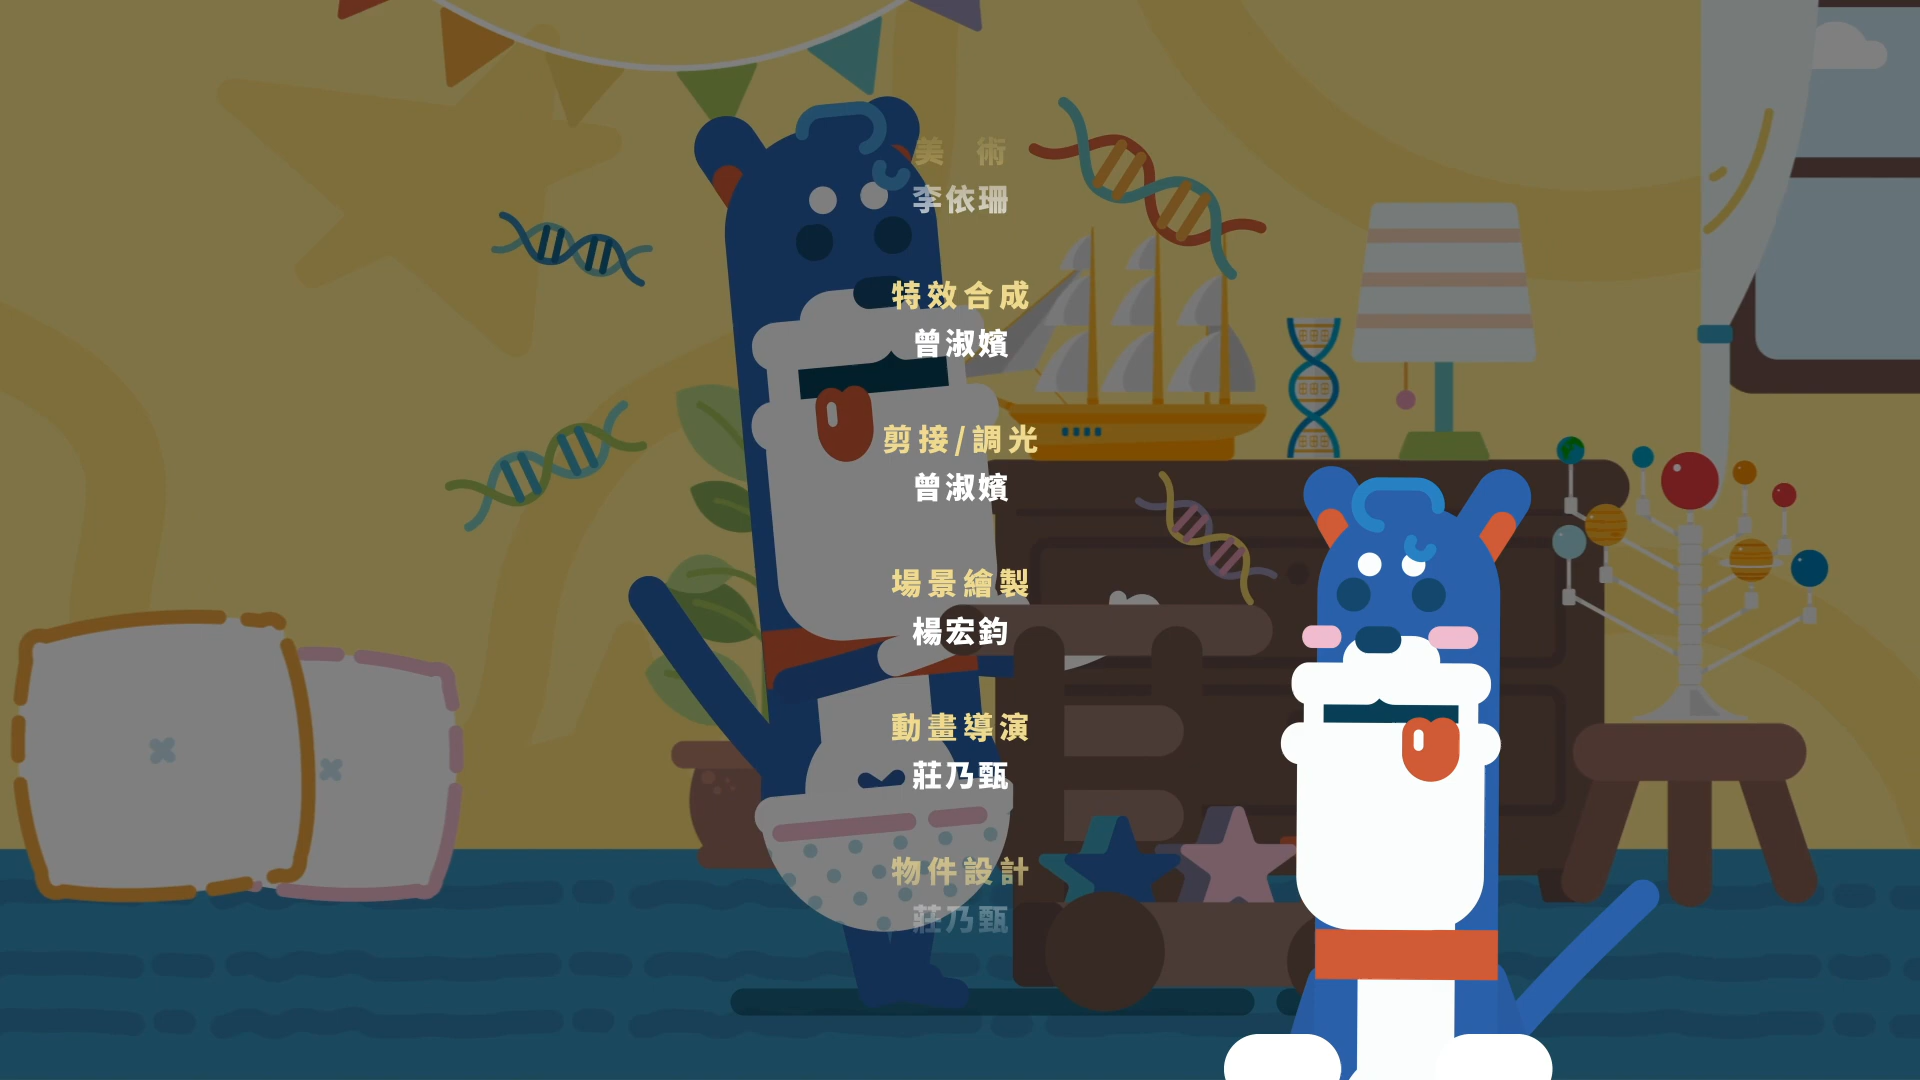 美 術
李依珊
特效合成
曾淑嬪
剪接/調光
曾淑嬪
場景繪製
楊宏鈞
動畫導演
莊乃甄
物件設計
莊乃甄